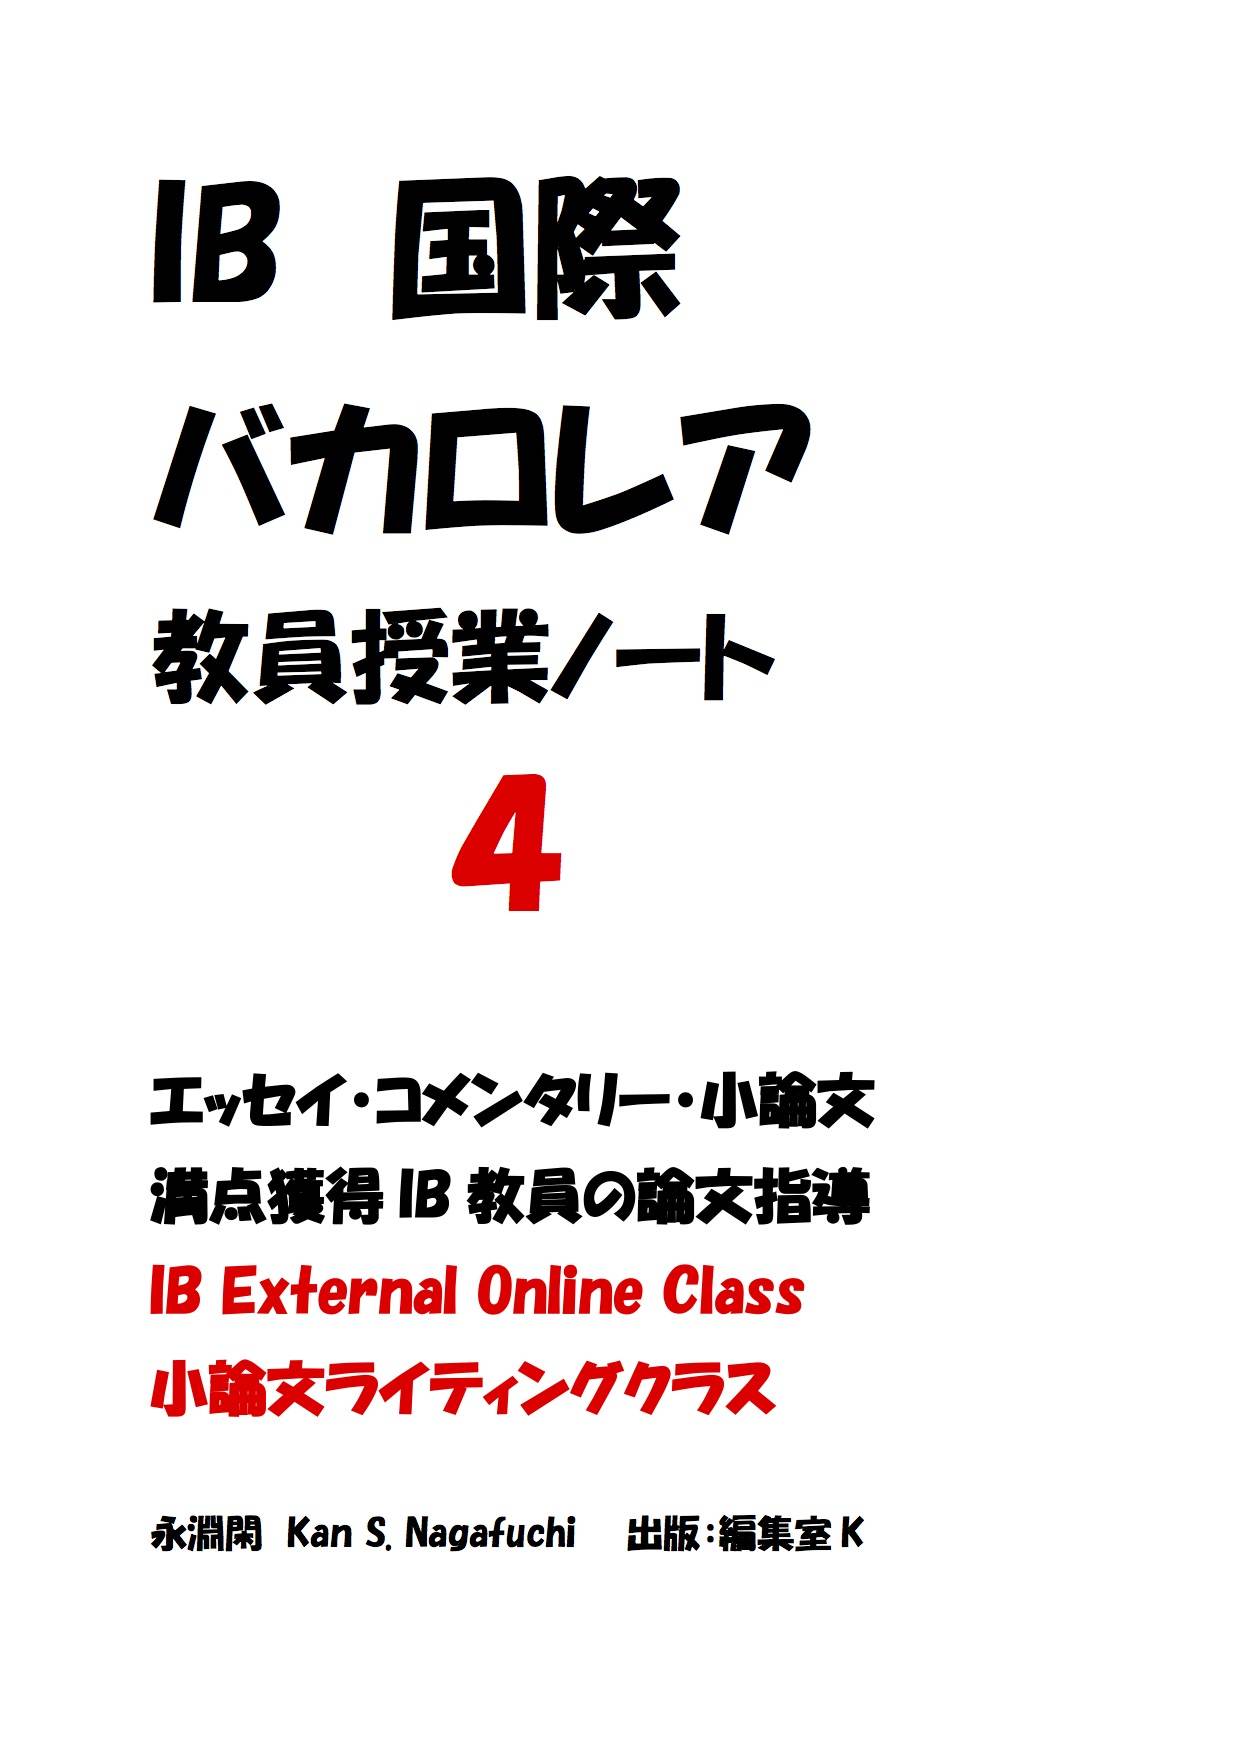 IB 国際
バカロレア
教員授業ノート
4
エッセイ・コメンタリー・小論文
満点獲得 IB 教員の論文指導
IB External Online Class
小論文ライティングクラス
永淵閑 Kan S. Nagafuchi 出版：編集室 K